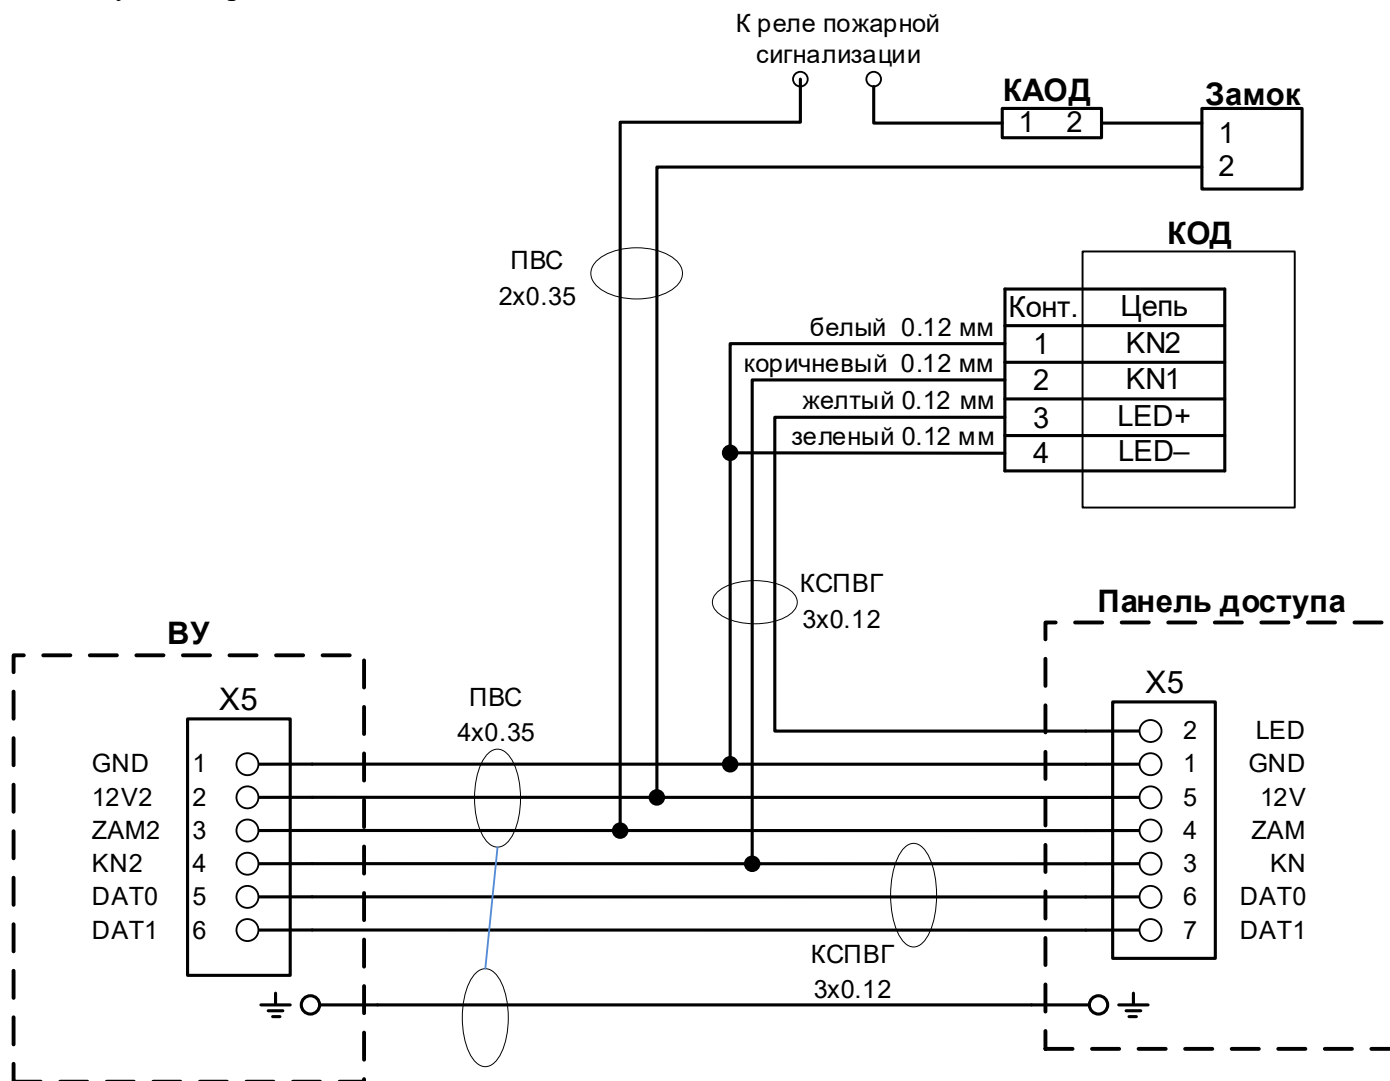 К реле пожарной
сигнализации
КАОД
1 2
Замок
1
2
КОД
ПВС
2x0.35
Конт. Цепь
белый 0.12 мм 1 KN2
коричневый 0.12 мм 2 KN1
желтый 0.12 мм 3 LED+
зеленый 0.12 мм 4 LED–
КСПВГ
3x0.12
Панель доступа
ВУ
X5
ПВС
4x0.35
X5
2 LED
GND 1 1 GND
12V2 2 5 12V
ZAM2 3 4 ZAM
KN2 4 3 KN
DAT0 5 6 DAT0
DAT1 6 7 DAT1
КСПВГ
3x0.12